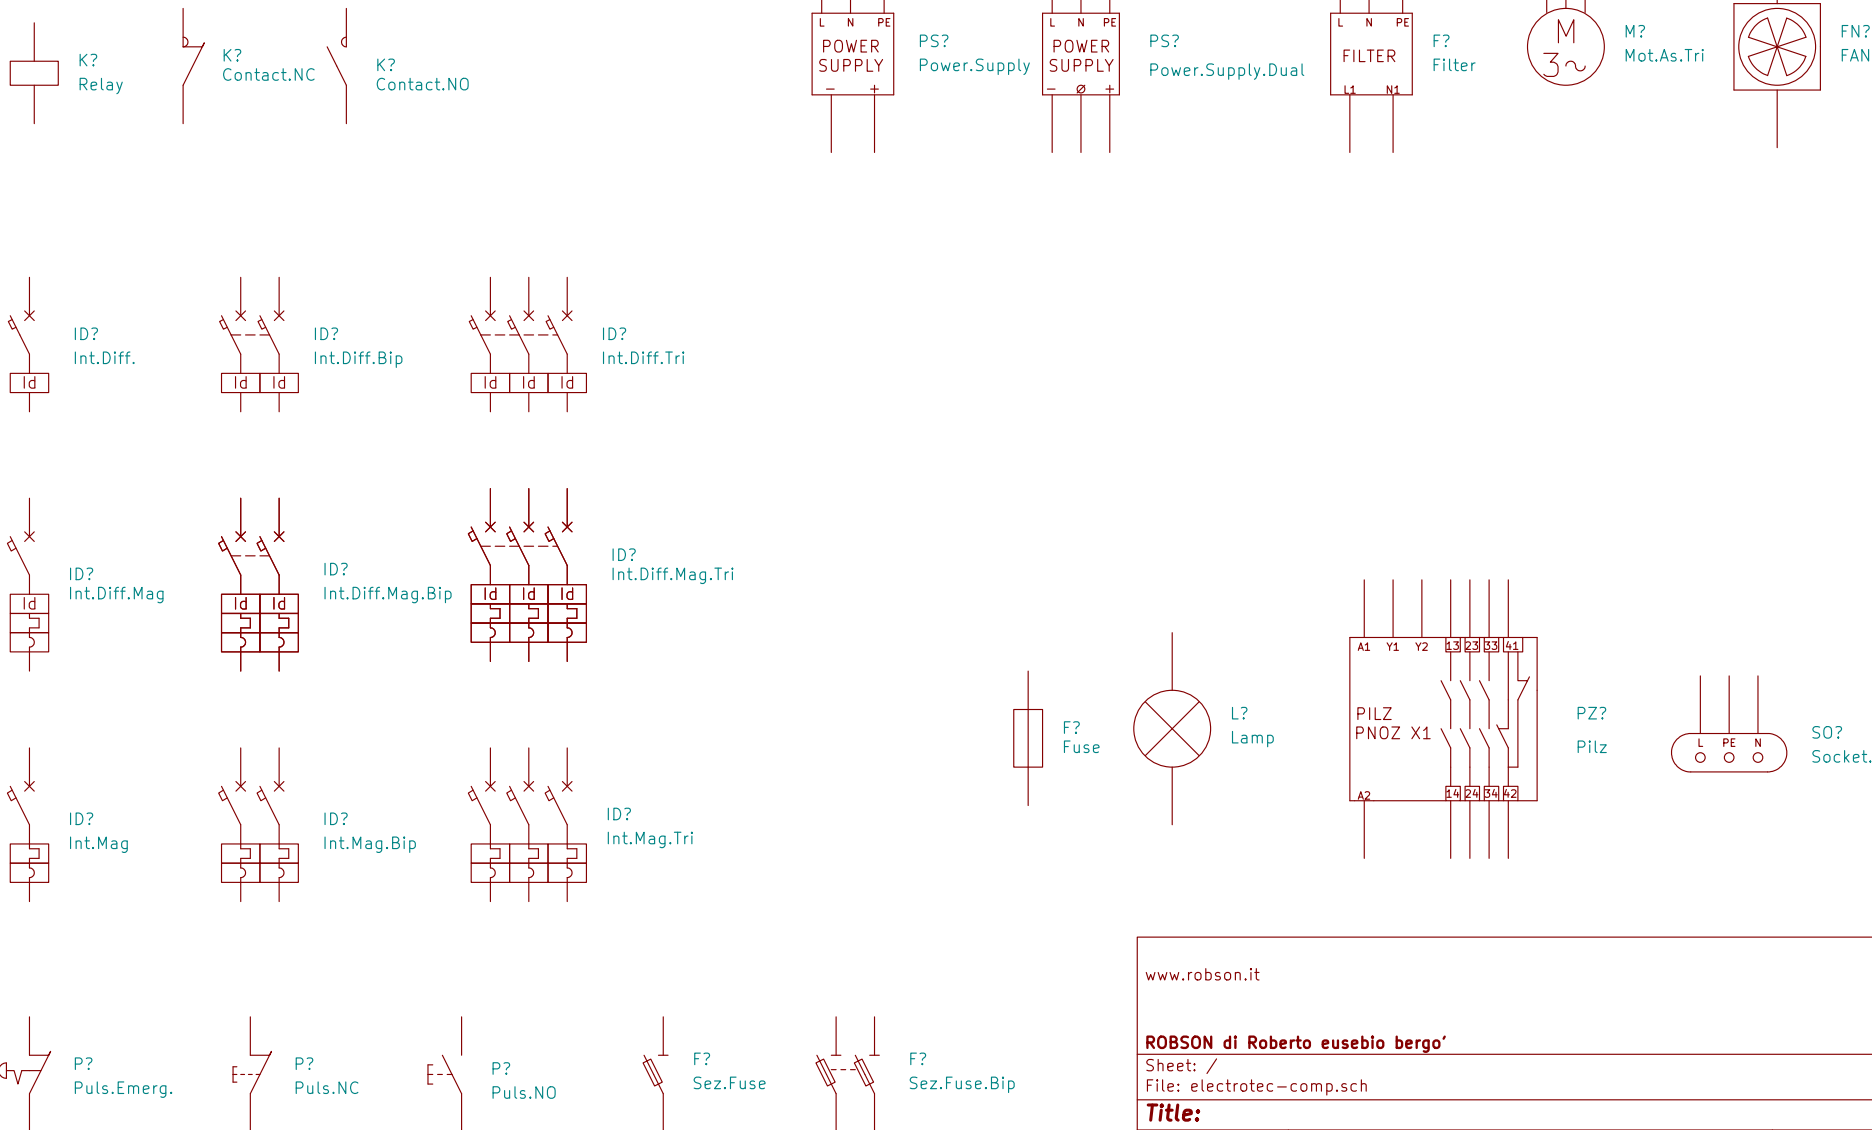 K?
Relay
K?
Contact.NC
K?
Contact.NO
L N PE
POWER
SUPPLY
- +
PS?
Power.Supply
L N PE
POWER
SUPPLY
- Ø +
PS?
Power.Supply.Dual
L N PE
FILTER
L1 N1
F?
Filter
M
3~
M?
Mot.As.Tri
FN?
FAN
ID?
Int.Diff.
Id
ID?
Int.Diff.Bip
Id Id
ID?
Int.Diff.Tri
Id Id Id
ID?
Int.Diff.Mag
Id
ID?
Int.Diff.Mag.Bip
Id Id
ID?
Int.Diff.Mag.Tri
Id Id Id
F?
Fuse
L?
Lamp
A1 Y1 Y2 13 23 33 41
PILZ
PNOZ X1
A2 14 24 34 42
PZ?
Pilz
L PE N
SO?
Socket.
ID?
Int.Mag
ID?
Int.Mag.Bip
ID?
Int.Mag.Tri
P?
Puls.Emerg.
P?
Puls.NC
P?
Puls.NO
F?
Sez.Fuse
F?
Sez.Fuse.Bip
www.robson.it
ROBSON di Roberto eusebio bergo'
Sheet: /
File: electrotec-comp.sch
Title: